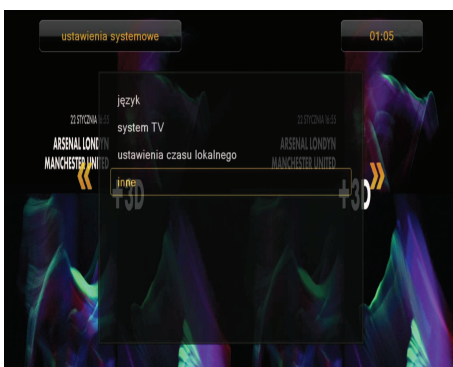 ustawienia systemowe
01:05
język
system TV
ustawienia czasu lokalnego
inne
22 STYCZNIA 16:55
ARSENAL LONDYN
MANCHESTER UNITED
+3D
22 STYCZNIA 16:55
ARSENAL LONDYN
MANCHESTER UNITED
+3D